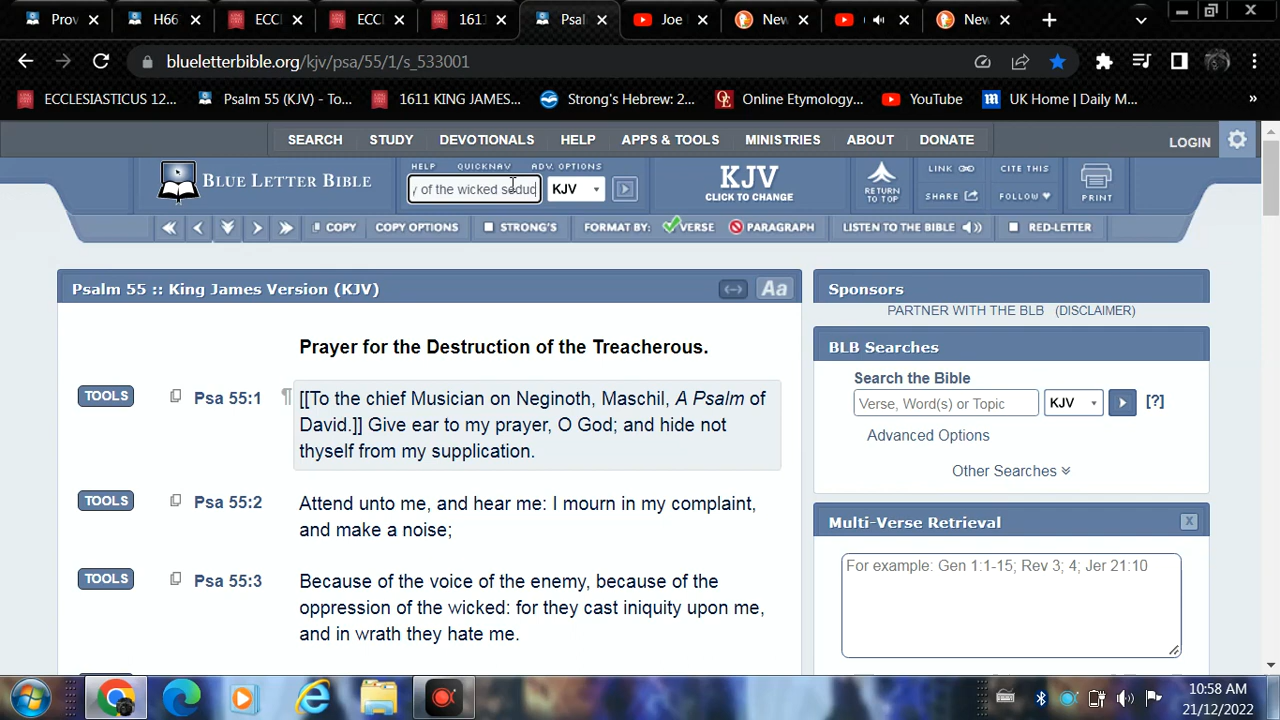 Prov
H66
ECCL
ECCL
1611
Psal
Joe
New
New
blueletterbible.org/kjv/psa/55/1/s_533001
ECCLESIASTICUS 12...
Psalm 55 (KJV) - To...
1611 KING JAMES...
Strong's Hebrew: 2...
Online Etymology...
YouTube
UK Home | Daily M...
SEARCH STUDY DEVOTIONALS HELP APPS & TOOLS MINISTRIES ABOUT DONATE
LOGIN
BLUE LETTER BIBLE
HELP QUICKNAV ADV. OPTIONS
y of the wicked seduc
KJV
KJV
CLICK TO CHANGE
RETURN
TO TOP
LINK
CITE THIS
SHARE
FOLLOW
PRINT
COPY COPY OPTIONS STRONG'S FORMAT BY: VERSE PARAGRAPH LISTEN TO THE BIBLE RED-LETTER
Psalm 55 :: King James Version (KJV)
Aa
Prayer for the Destruction of the Treacherous.
TOOLS Psa 55:1 ¶ [[To the chief Musician on Neginoth, Maschil, A Psalm of
David.]] Give ear to my prayer, O God; and hide not
thyself from my supplication.
TOOLS Psa 55:2 Attend unto me, and hear me: I mourn in my complaint,
and make a noise;
TOOLS Psa 55:3 Because of the voice of the enemy, because of the
oppression of the wicked: for they cast iniquity upon me,
and in wrath they hate me.
Sponsors
PARTNER WITH THE BLB (DISCLAIMER)
BLB Searches
Search the Bible
Verse, Word(s) or Topic
KJV
[?]
Advanced Options
Other Searches
Multi-Verse Retrieval
X
For example: Gen 1:1-15; Rev 3; 4; Jer 21:10
10:58 AM
21/12/2022